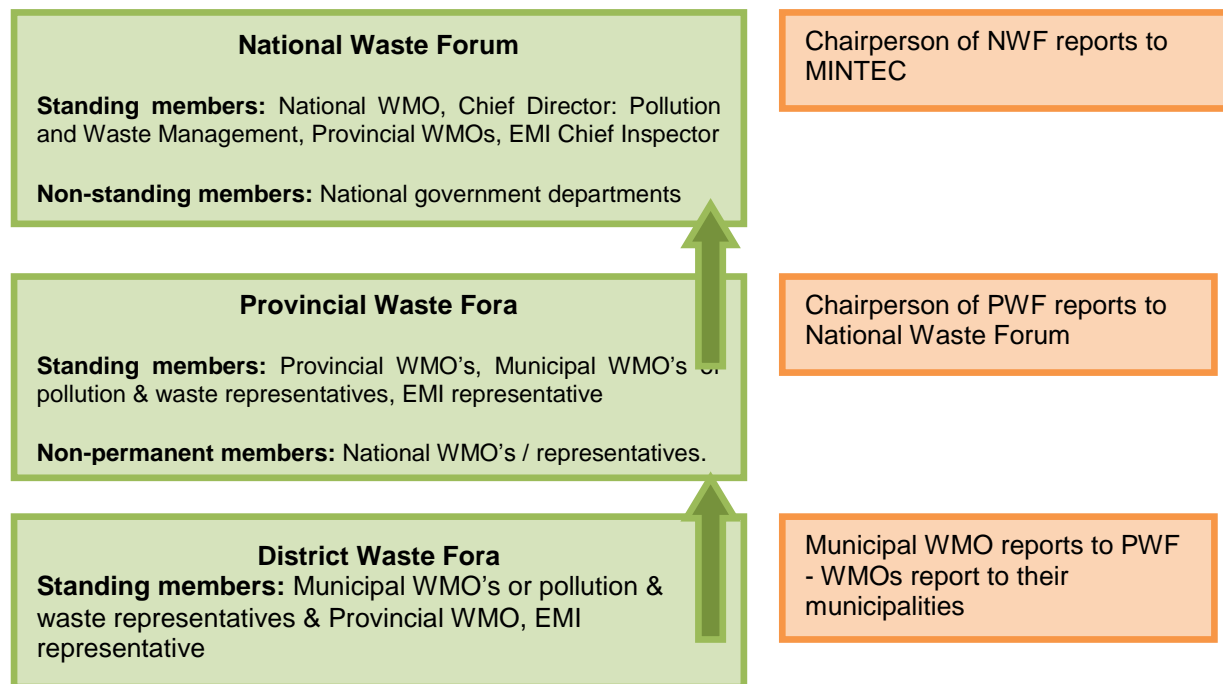 National Waste Forum
Standing members: National WMO, Chief Director: Pollution
and Waste Management, Provincial WMOs, EMI Chief Inspector
Non-standing members: National government departments
Chairperson of NWF reports to
MINTEC
Provincial Waste Fora
Standing members: Provincial WMO's, Municipal WMO's or
pollution & waste representatives, EMI representative
Non-permanent members: National WMO's / representatives.
Chairperson of PWF reports to
National Waste Forum
District Waste Fora
Standing members: Municipal WMO's or pollution &
waste representatives & Provincial WMO, EMI
representative
Municipal WMO reports to PWF
- WMOs report to their
municipalities